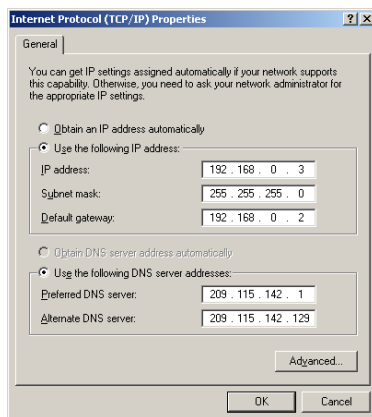 Internet Protocol (TCP/IP) Properties
? X
General
You can get IP settings assigned automatically if your network supports
this capability. Otherwise, you need to ask your network administrator for
the appropriate IP settings.
Obtain an IP address automatically
Use the following IP address:
IP address: 192 . 168 . 0 . 3
Subnet mask: 255 . 255 . 255 . 0
Default gateway: 192 . 168 . 0 . 2
Obtain DNS server address automatically
Use the following DNS server addresses:
Preferred DNS server: 209 . 115 . 142 . 1
Alternate DNS server: 209 . 115 . 142 . 129
Advanced...
OK Cancel